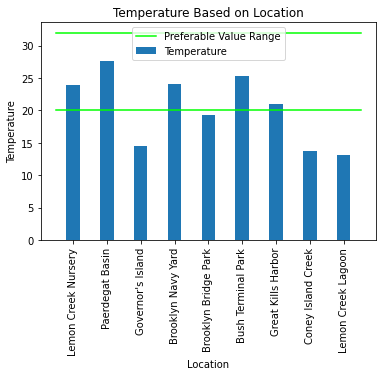 Temperature Based on Location
Preferable Value Range
Temperature
30
25
20
15
10
5
0
Temperature
Lemon Creek Nursery
Paerdegat Basin
Governor's Island
Brooklyn Navy Yard
Brooklyn Bridge Park
Bush Terminal Park
Great Kills Harbor
Coney Island Creek
Lemon Creek Lagoon
Location